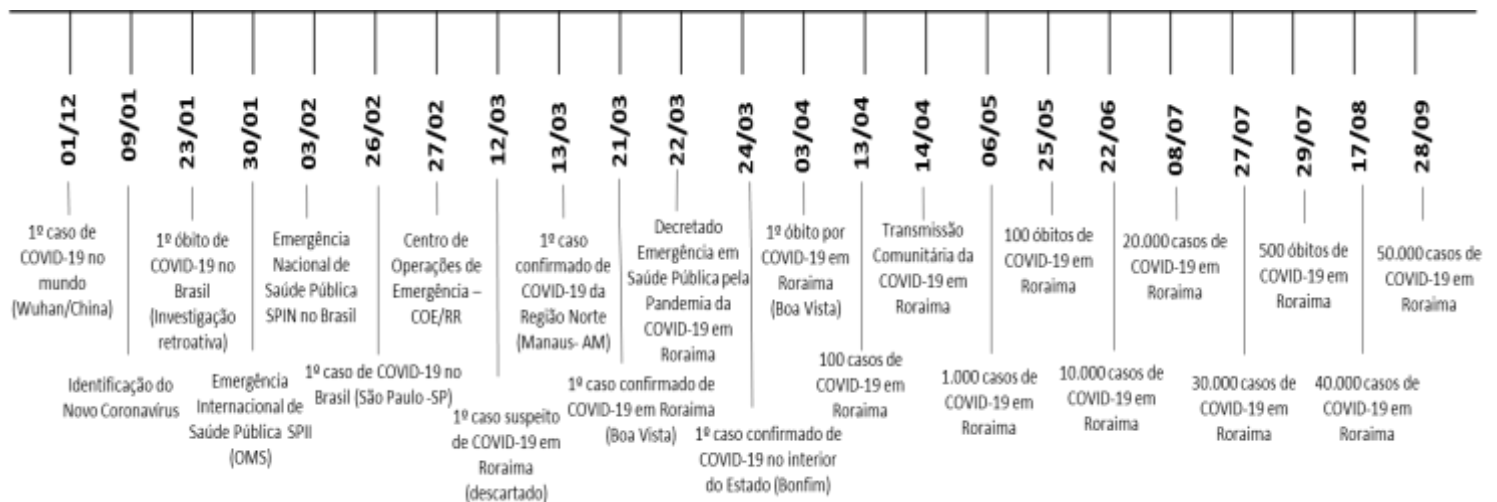 01/12
09/01
23/01
30/01
03/02
26/02
27/02
12/03
13/03
21/03
22/03
24/03
03/04
13/04
14/04
06/05
25/05
22/06
08/07
27/07
29/07
17/08
28/09
1º caso de
COVID-19 no
mundo
(Wuhan/China)
Identificação do
Novo Coronavírus
1º óbito de
COVID-19 no
Brasil
(Investigação
retroativa)
Emergência
Internacional de
Saúde Pública SPII
(OMS)
Emergência
Nacional de
Saúde Pública
SPIN no Brasil
1º caso de COVID-19 no
Brasil (São Paulo -SP)
Centro de
Operações de
Emergência –
COE/RR
1º caso suspeito
de COVID-19 em
Roraima
(descartado)
1º caso
confirmado de
COVID-19 da
Região Norte
(Manaus- AM)
1º caso confirmado de
COVID-19 em Roraima
(Boa Vista)
Decretado
Emergência em
Saúde Pública pela
Pandemia da
COVID-19 em
Roraima
1º caso confirmado de
COVID-19 no interior
do Estado (Bonfim)
1º óbito por
COVID-19 em
Roraima
(Boa Vista)
100 casos de
COVID-19 em
Roraima
Transmissão
Comunitária da
COVID-19 em
Roraima
1.000 casos de
COVID-19 em
Roraima
100 óbitos de
COVID-19 em
Roraima
10.000 casos de
COVID-19 em
Roraima
20.000 casos de
COVID-19 em
Roraima
30.000 casos de
COVID-19 em
Roraima
500 óbitos de
COVID-19 em
Roraima
40.000 casos de
COVID-19 em
Roraima
50.000 casos de
COVID-19 em
Roraima